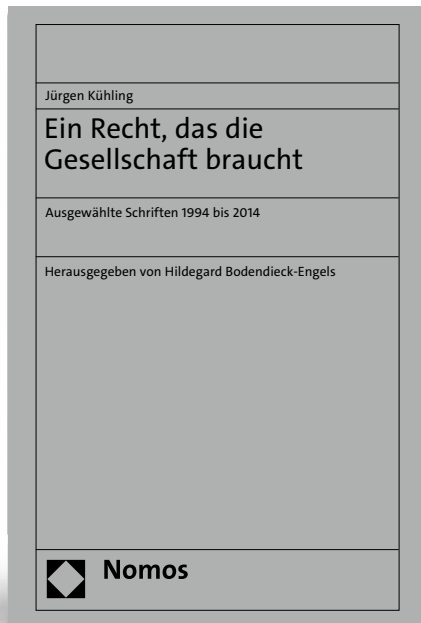 Jürgen Kühling
Ein Recht, das die
Gesellschaft braucht
Ausgewählte Schriften 1994 bis 2014
Herausgegeben von Hildegard Bodendieck-Engels
Nomos